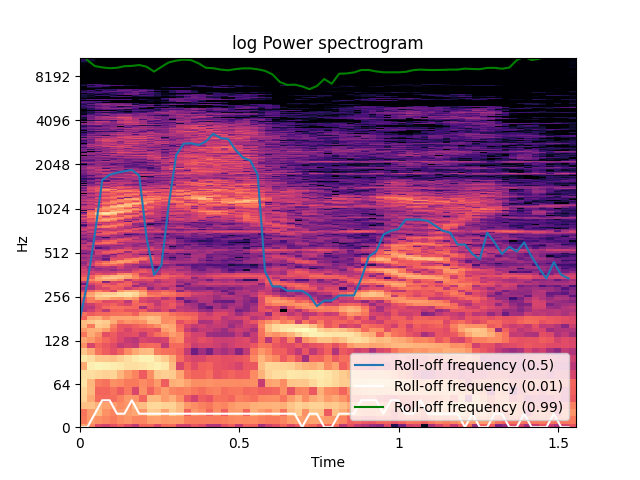 log Power spectrogram
8192
4096
2048
1024
512
256
128
64
0
Hz
0
0.5
1
1.5
Time
Roll-off frequency (0.5)
Roll-off frequency (0.01)
Roll-off frequency (0.99)